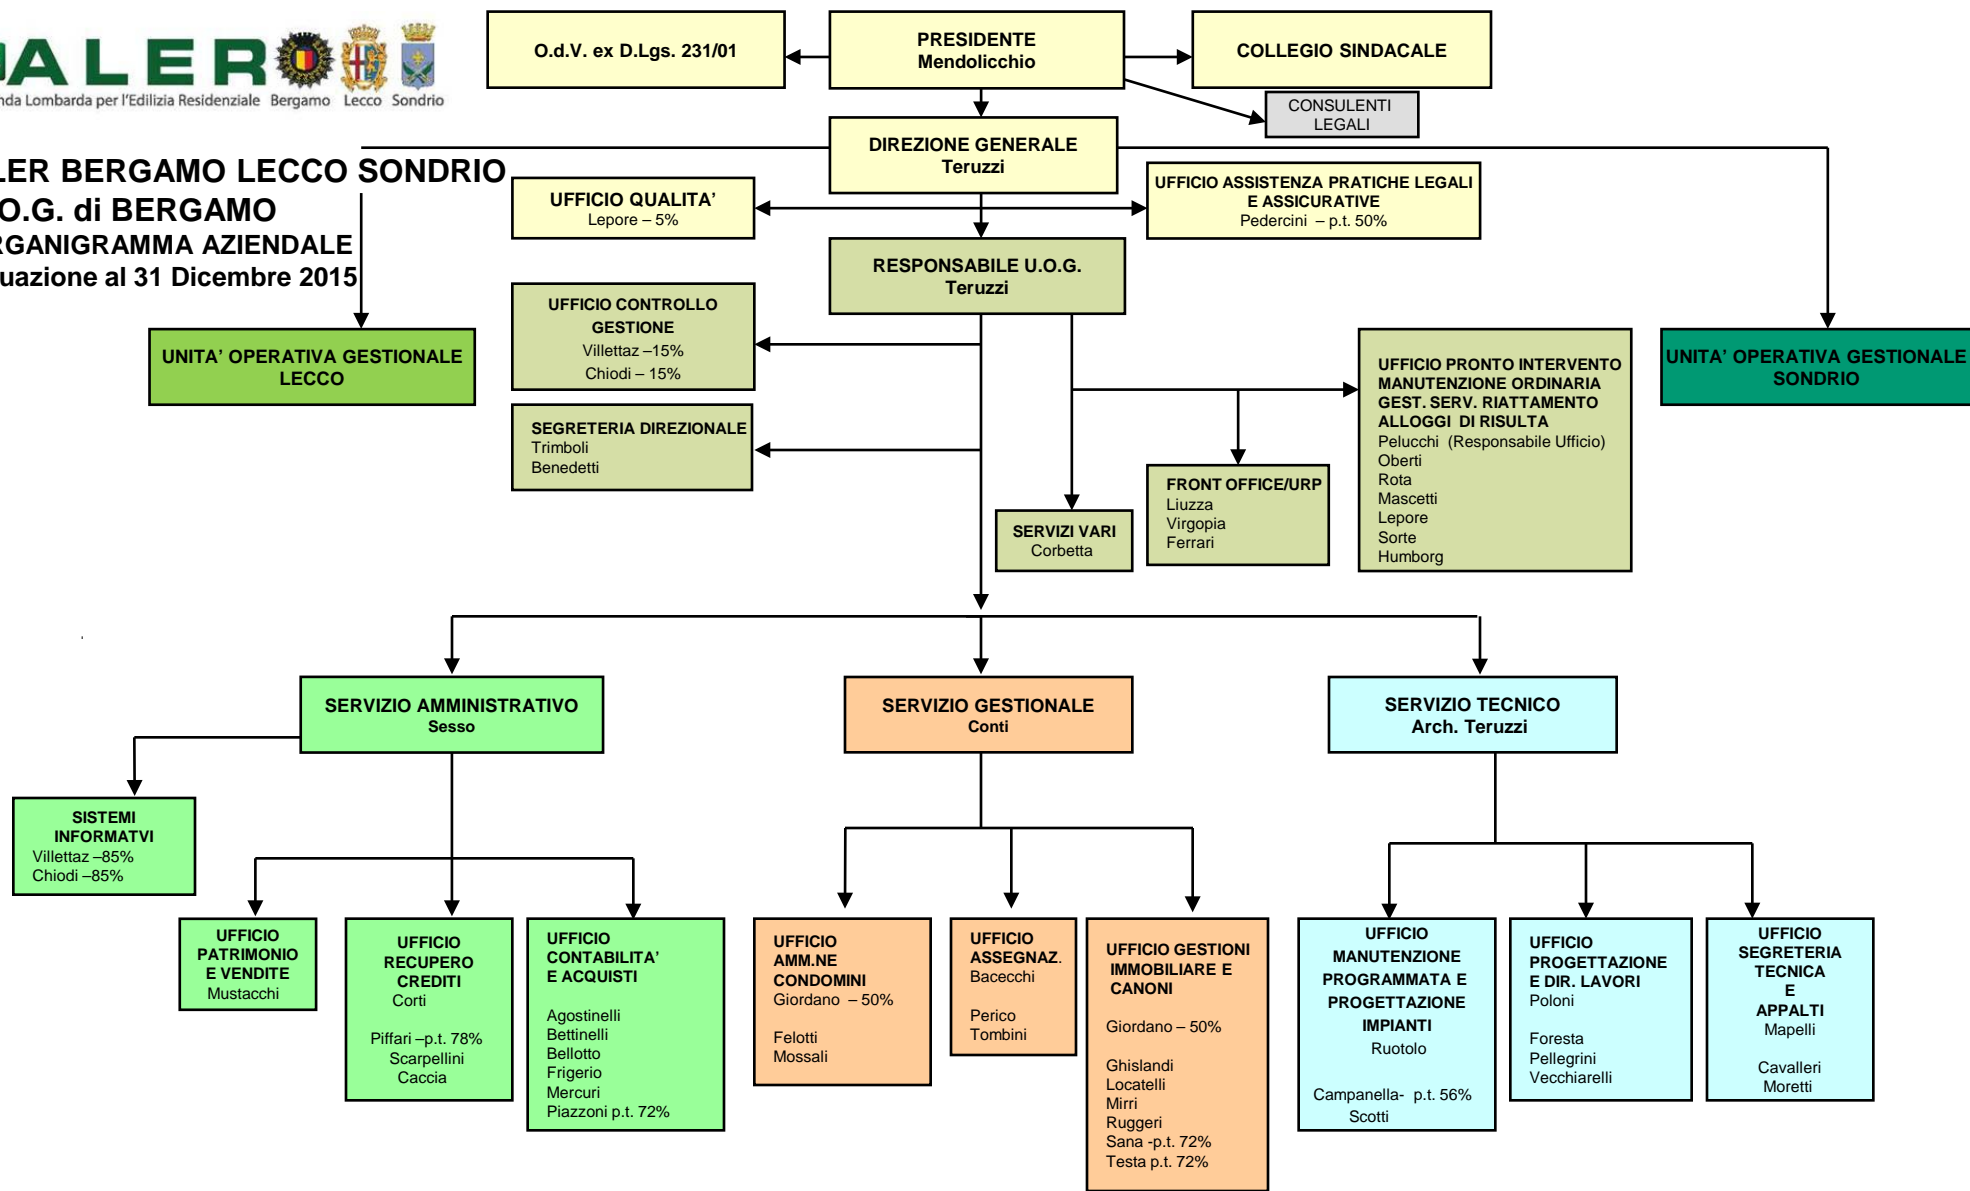 ALER
nda Lombarda per l'Edilizia Residenziale Bergamo Lecco Sondrio
O.d.V. ex D.Lgs. 231/01
PRESIDENTE
Mendolicchio
COLLEGIO SINDACALE
CONSULENTI
LEGALI
DIREZIONE GENERALE
Teruzzi
LER BERGAMO LECCO SONDRIO
.O.G. di BERGAMO
RGANIGRAMMA AZIENDALE
uazione al 31 Dicembre 2015
UFFICIO QUALITA'
Lepore – 5%
UFFICIO ASSISTENZA PRATICHE LEGALI
E ASSICURATIVE
Pedercini – p.t. 50%
RESPONSABILE U.O.G.
Teruzzi
UFFICIO CONTROLLO
GESTIONE
Villettaz –15%
Chiodi – 15%
UNITA' OPERATIVA GESTIONALE
LECCO
UNITA' OPERATIVA GESTIONALE
SONDRIO
SEGRETERIA DIREZIONALE
Trimboli
Benedetti
UFFICIO PRONTO INTERVENTO
MANUTENZIONE ORDINARIA
GEST. SERV. RIATTAMENTO
ALLOGGI DI RISULTA
Pelucchi (Responsabile Ufficio)
Oberti
Rota
Mascetti
Lepore
Sorte
Humborg
FRONT OFFICE/URP
Liuzza
Virgopia
Ferrari
SERVIZI VARI
Corbetta
SERVIZIO AMMINISTRATIVO
Sesso
SERVIZIO GESTIONALE
Conti
SERVIZIO TECNICO
Arch. Teruzzi
SISTEMI
INFORMATVI
Villettaz –85%
Chiodi –85%
UFFICIO
PATRIMONIO
E VENDITE
Mustacchi
UFFICIO
RECUPERO
CREDITI
Corti
Piffari –p.t. 78%
Scarpellini
Caccia
UFFICIO
CONTABILITA'
E ACQUISTI
Agostinelli
Bettinelli
Bellotto
Frigerio
Mercuri
Piazzoni p.t. 72%
UFFICIO
AMM.NE
CONDOMINI
Giordano – 50%
Felotti
Mossali
UFFICIO
ASSEGNAZ.
Bacecchi
Perico
Tombini
UFFICIO GESTIONI
IMMOBILIARE E
CANONI
Giordano – 50%
Ghislandi
Locatelli
Mirri
Ruggeri
Sana -p.t. 72%
Testa p.t. 72%
UFFICIO
MANUTENZIONE
PROGRAMMATA E
PROGETTAZIONE
IMPIANTI
Ruotolo
Campanella- p.t. 56%
Scotti
UFFICIO
PROGETTAZIONE
E DIR. LAVORI
Poloni
Foresta
Pellegrini
Vecchiarelli
UFFICIO
SEGRETERIA
TECNICA
E
APPALTI
Mapelli
Cavalleri
Moretti